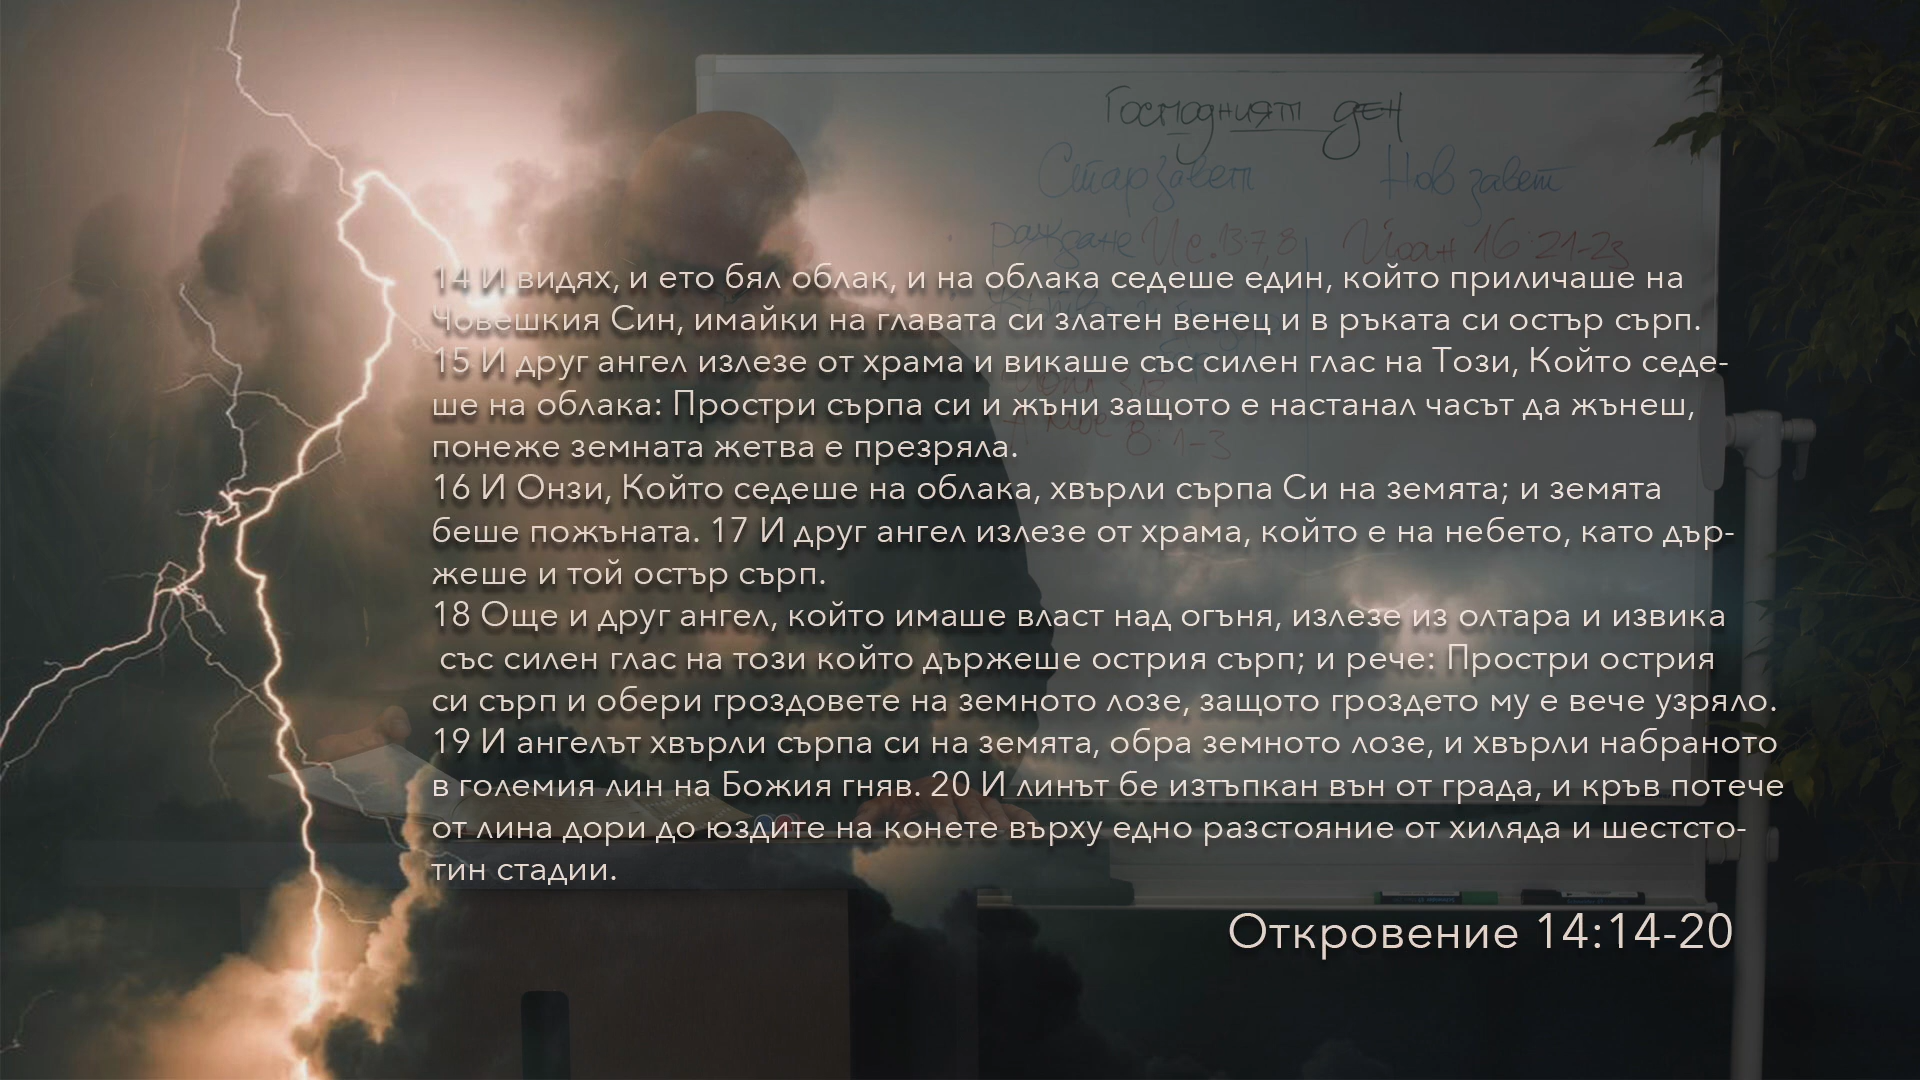 Господният ден
Стар завет Нов завет
раждане Ис. 13:7,8 Йоан 16:21-23
14 И видях, и ето бял облак, и на облака седеше един, който приличаше на
Човешкия Син, имайки на главата си златен венец и в ръката си остър сърп.
15 И друг ангел излезе от храма и викаше със силен глас на Този, Който седе-
ше на облака: Простри сърпа си и жъни защото е настанал часът да жънеш,
понеже земната жетва е презряла.
16 И Онзи, Който седеше на облака, хвърли сърпа Си на земята; и земята
беше пожъната. 17 И друг ангел излезе от храма, който е на небето, като дър-
жеше и той остър сърп.
18 Още и друг ангел, който имаше власт над огъня, излезе из олтара и извика
със силен глас на този който държеше острия сърп; и рече: Простри острия
си сърп и обери гроздовете на земното лозе, защото гроздето му е вече узряло.
19 И ангелът хвърли сърпа си на земята, обра земното лозе, и хвърли набраното
в големия лин на Божия гняв. 20 И линът бе изтъпкан вън от града, и кръв потече
от лина дори до юздите на конете върху едно разстояние от хиляда и шестсто-
тин стадии.
Откровение 14:14-20